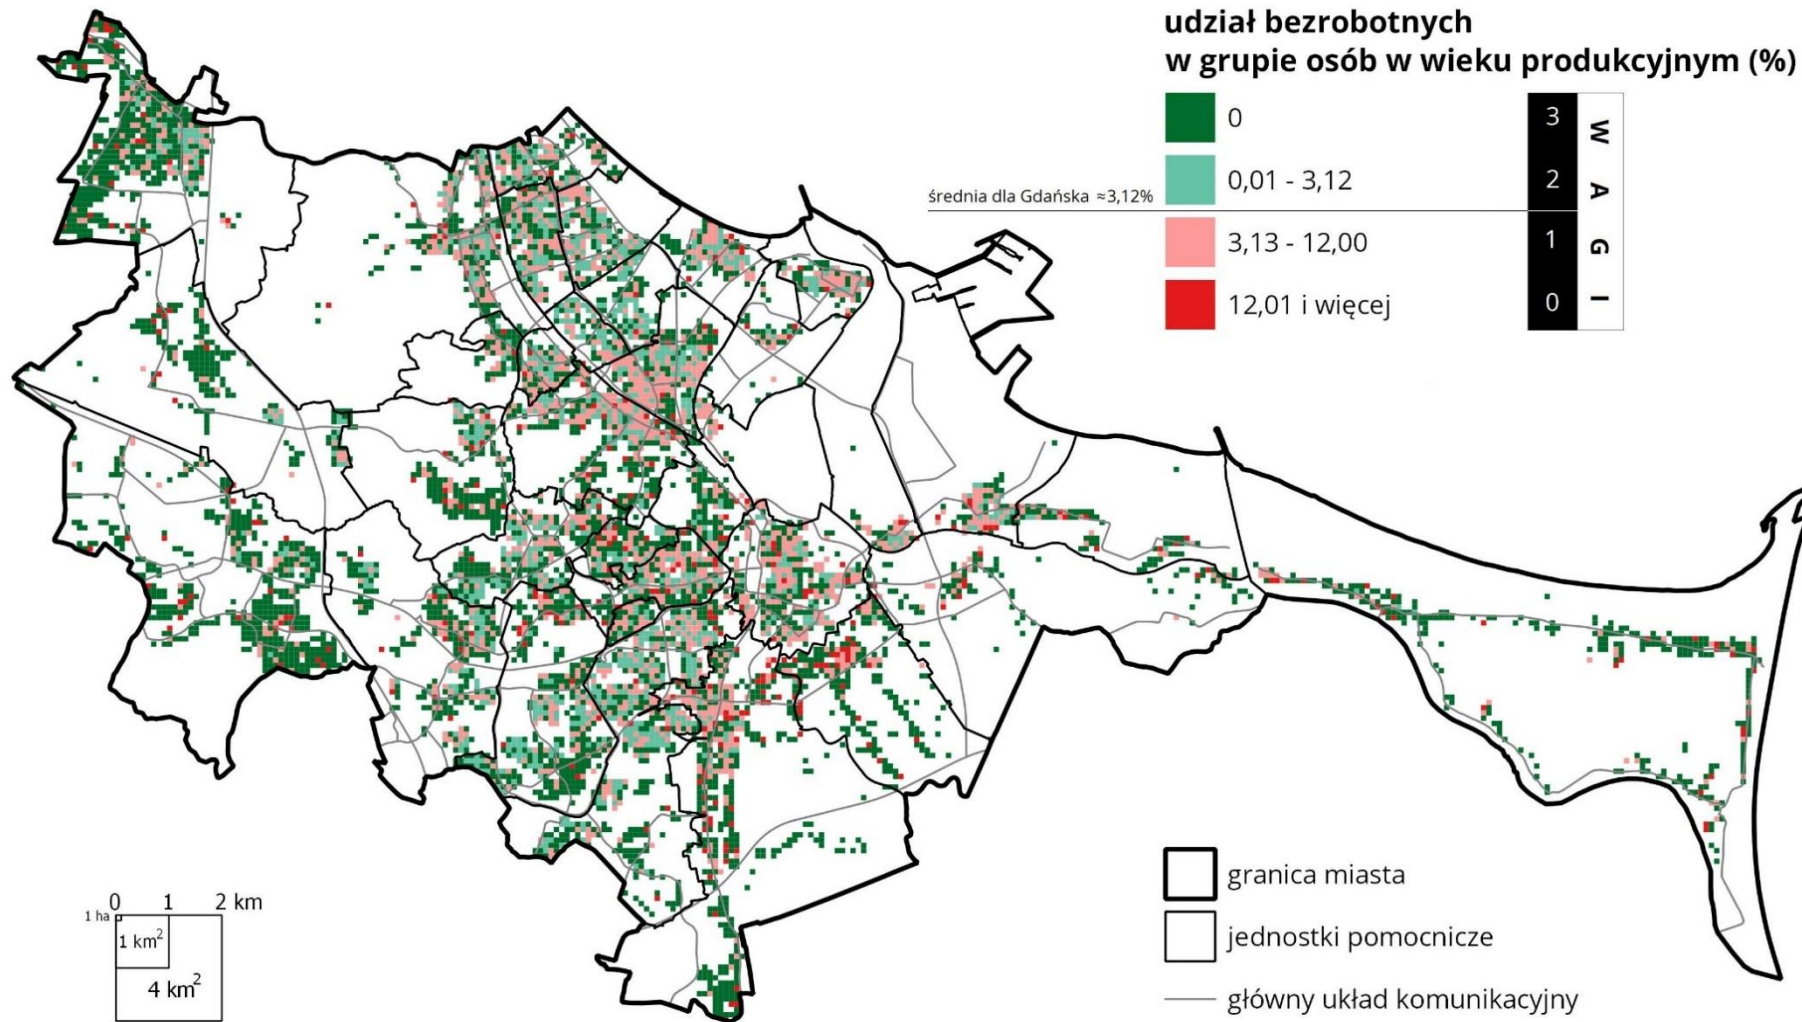 udział bezrobotnych
w grupie osób w wieku produkcyjnym (%)
0
0,01 - 3,12
3,13 - 12,00
12,01 i więcej
3
2
1
0
WAGI
średnia dla Gdańska ≈3,12%
granica miasta
jednostki pomocnicze
główny układ komunikacyjny
0 1 2 km
1 ha
1 km²
4 km²